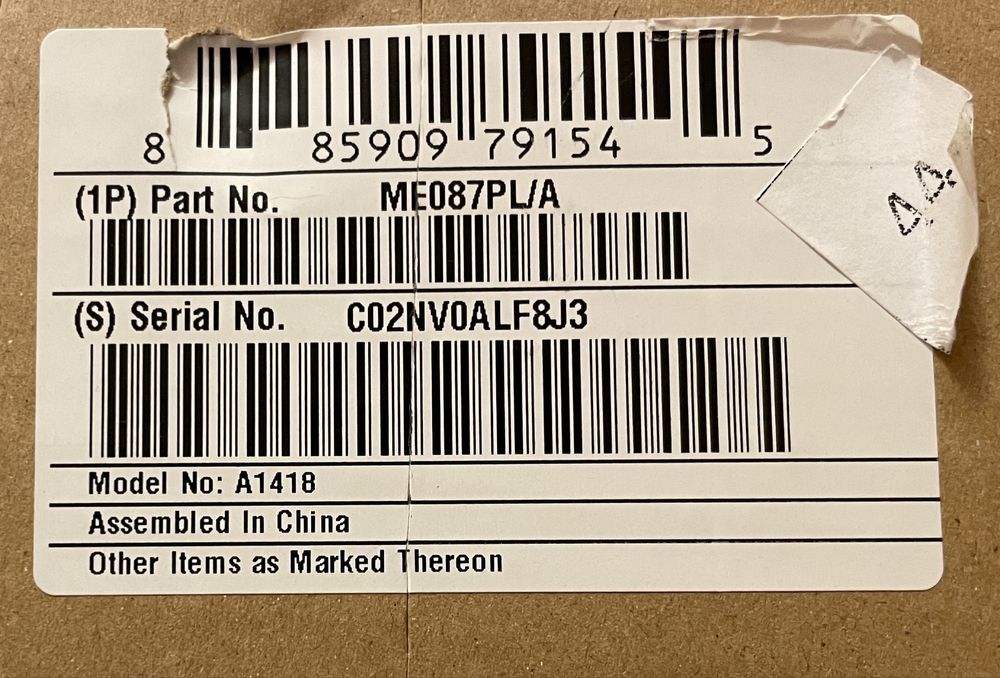 8 85909 79154 5
44
(1P) Part No. ME087PL/A
(S) Serial No. C02NV0ALF8J3
Model No: A1418
Assembled In China
Other Items as Marked Thereon